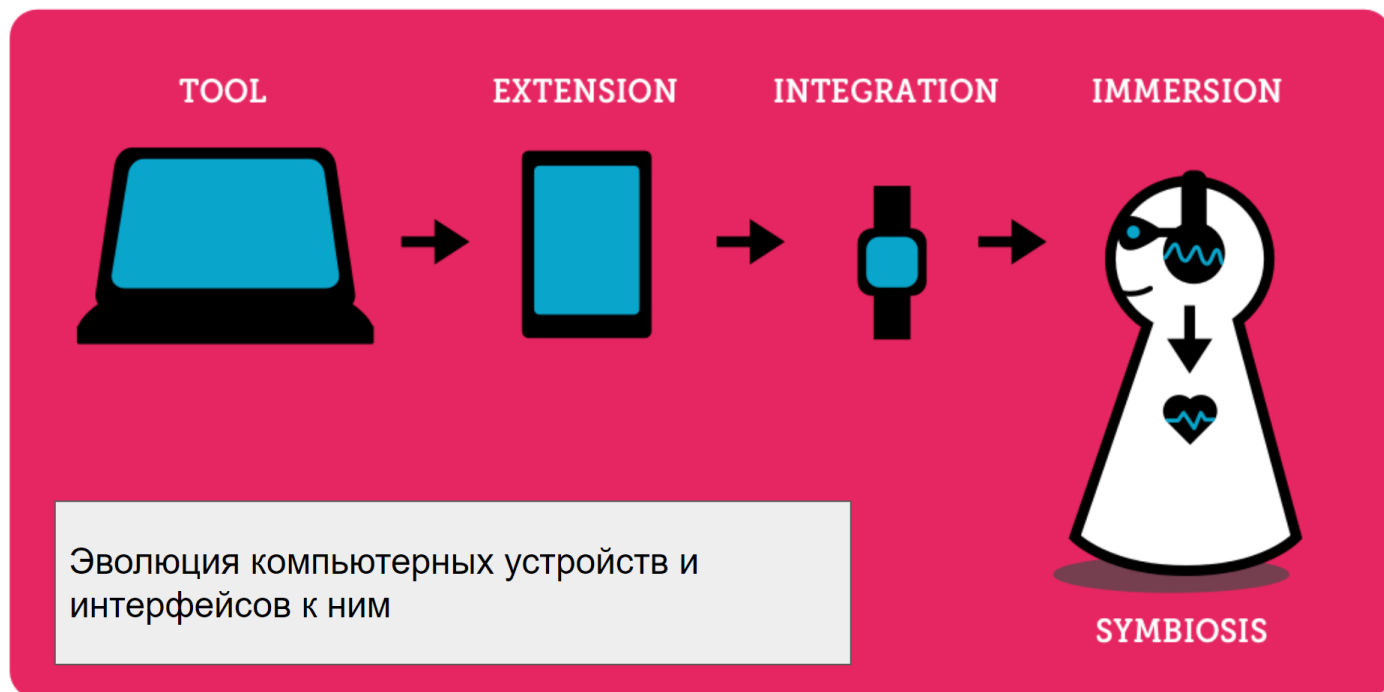 TOOL
EXTENSION
INTEGRATION
IMMERSION
Эволюция компьютерных устройств и
интерфейсов к ним
SYMBIOSIS